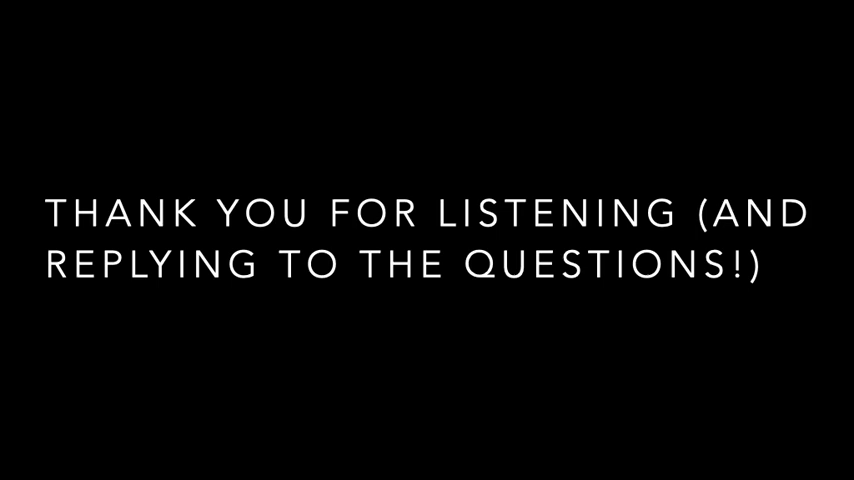 THANK YOU FOR LISTENING (AND
REPLYING TO THE QUESTIONS!)